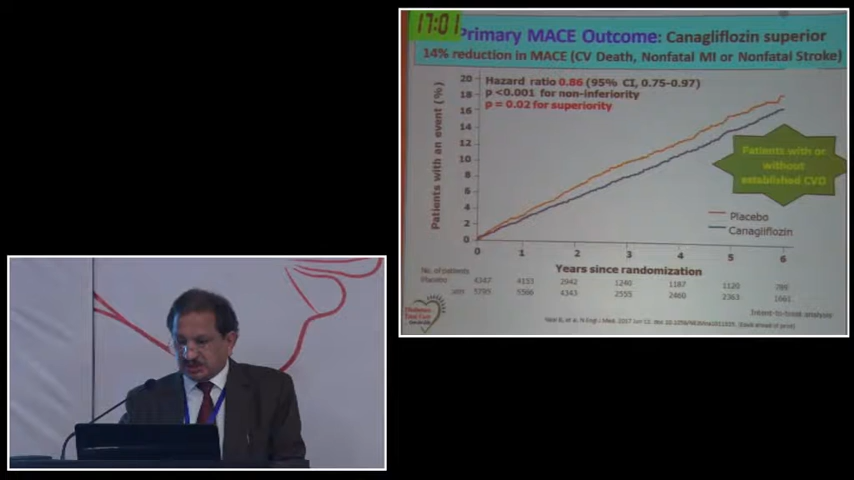 17:01
Primary MACE Outcome: Canagliflozin superior
14% reduction in MACE (CV Death, Nonfatal MI or Nonfatal Stroke)
Hazard ratio 0.86 (95% CI, 0.75-0.97)
p <0.001 for non-inferiority
p = 0.02 for superiority
Patients with an event (%)
20
18
16
14
12
10
8
6
4
2
0
Patients with or
without
established CVD
Placebo
Canagliflozin
0 1 2 3 4 5 6
Years since randomization
No. of patients
Placebo 4347 4153 2942 1240 1187 1120
5795 5566 4343 2555 2460 2363
Intent-to-treat analysis